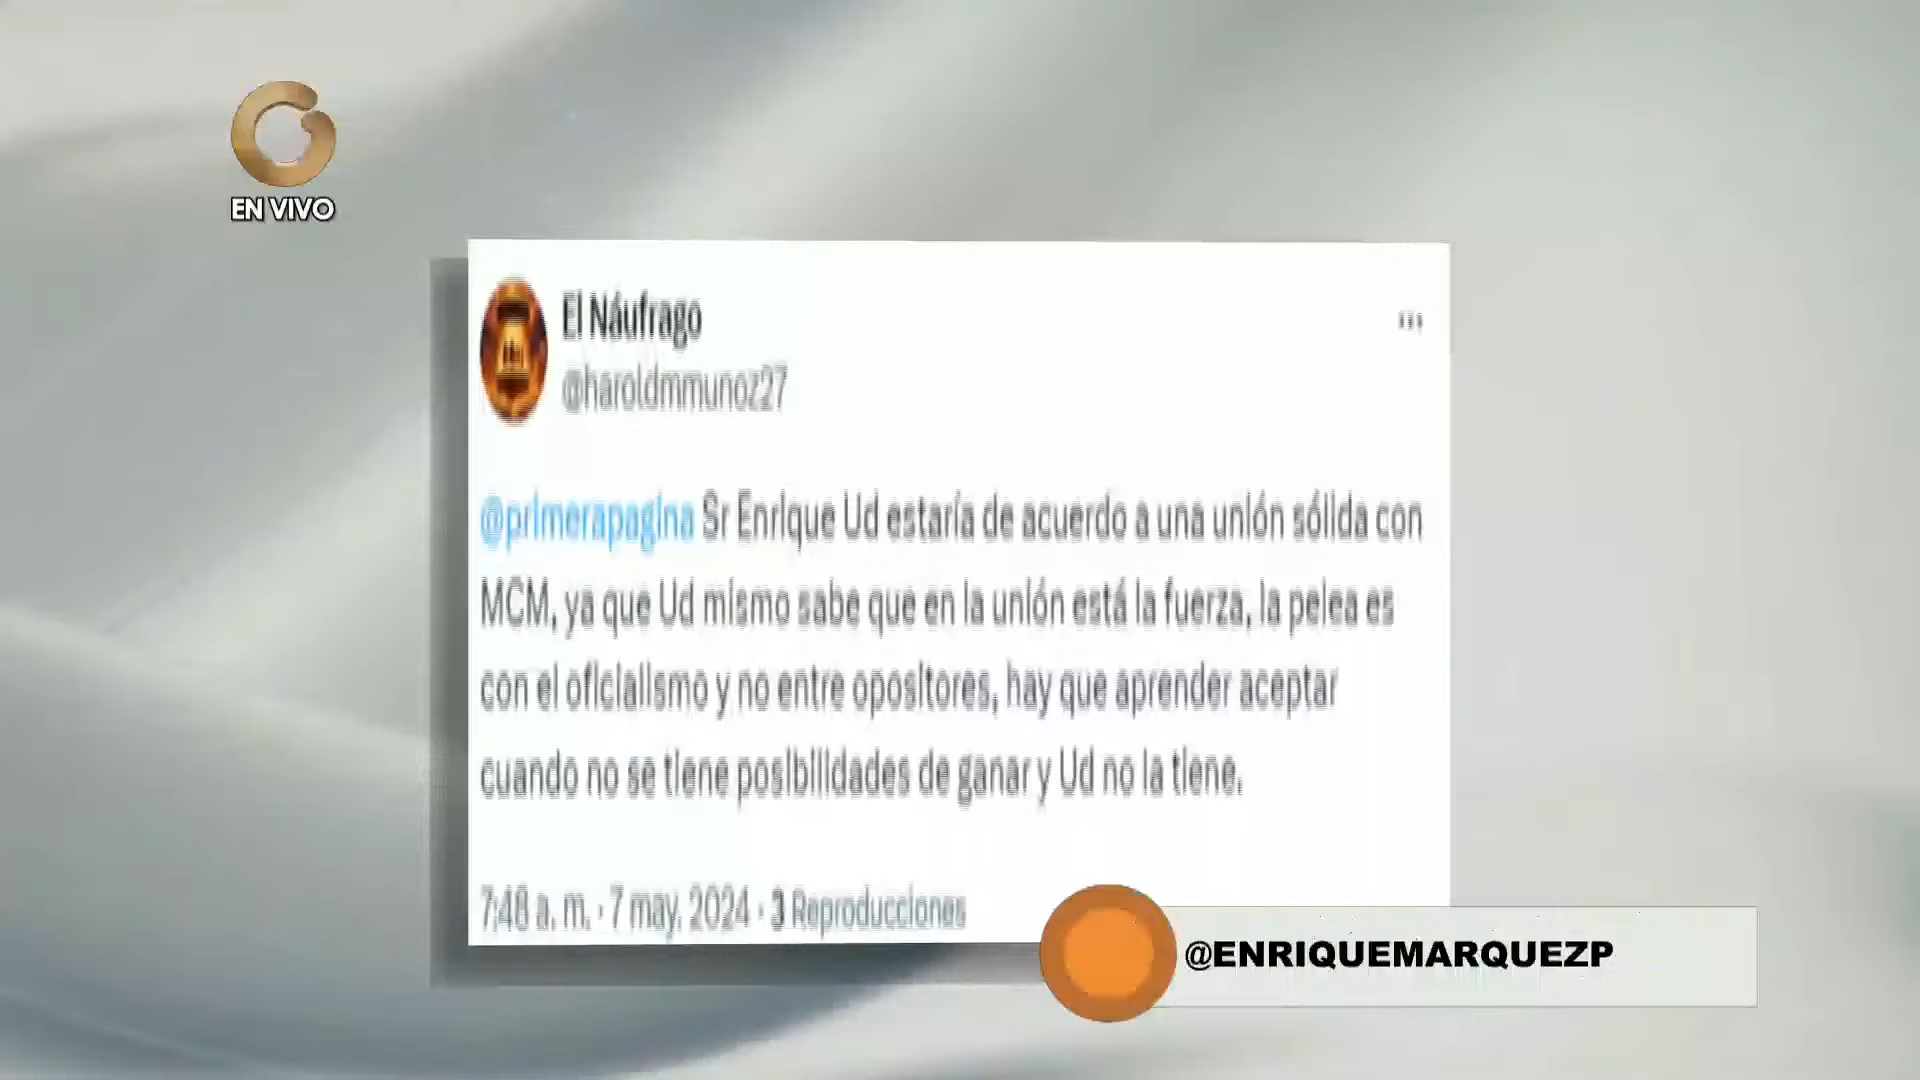 EN VIVO
El Náufrago
@haroldmmunoz27
...
@primerapagina Sr Enrique Ud estaría de acuerdo a una unión sólida con
MCM, ya que Ud mismo sabe que en la unión está la fuerza, la pelea es
con el oficialismo y no entre opositores, hay que aprender aceptar
cuando no se tiene posibilidades de ganar y Ud no la tiene.
7:48 a. m. · 7 may. 2024 · 3 Reproducciones
@ENRIQUEMARQUEZP